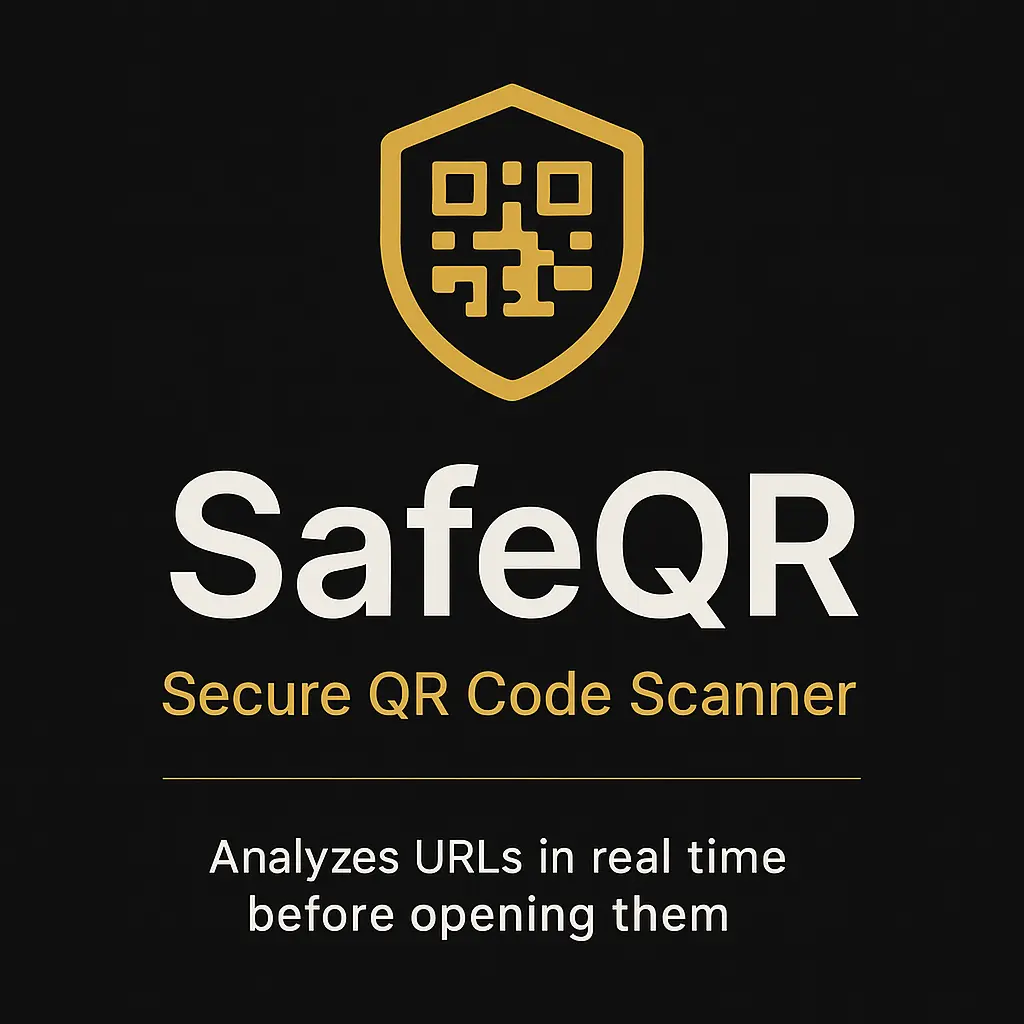 SafeQR
Secure QR Code Scanner
Analyzes URLs in real time
before opening them